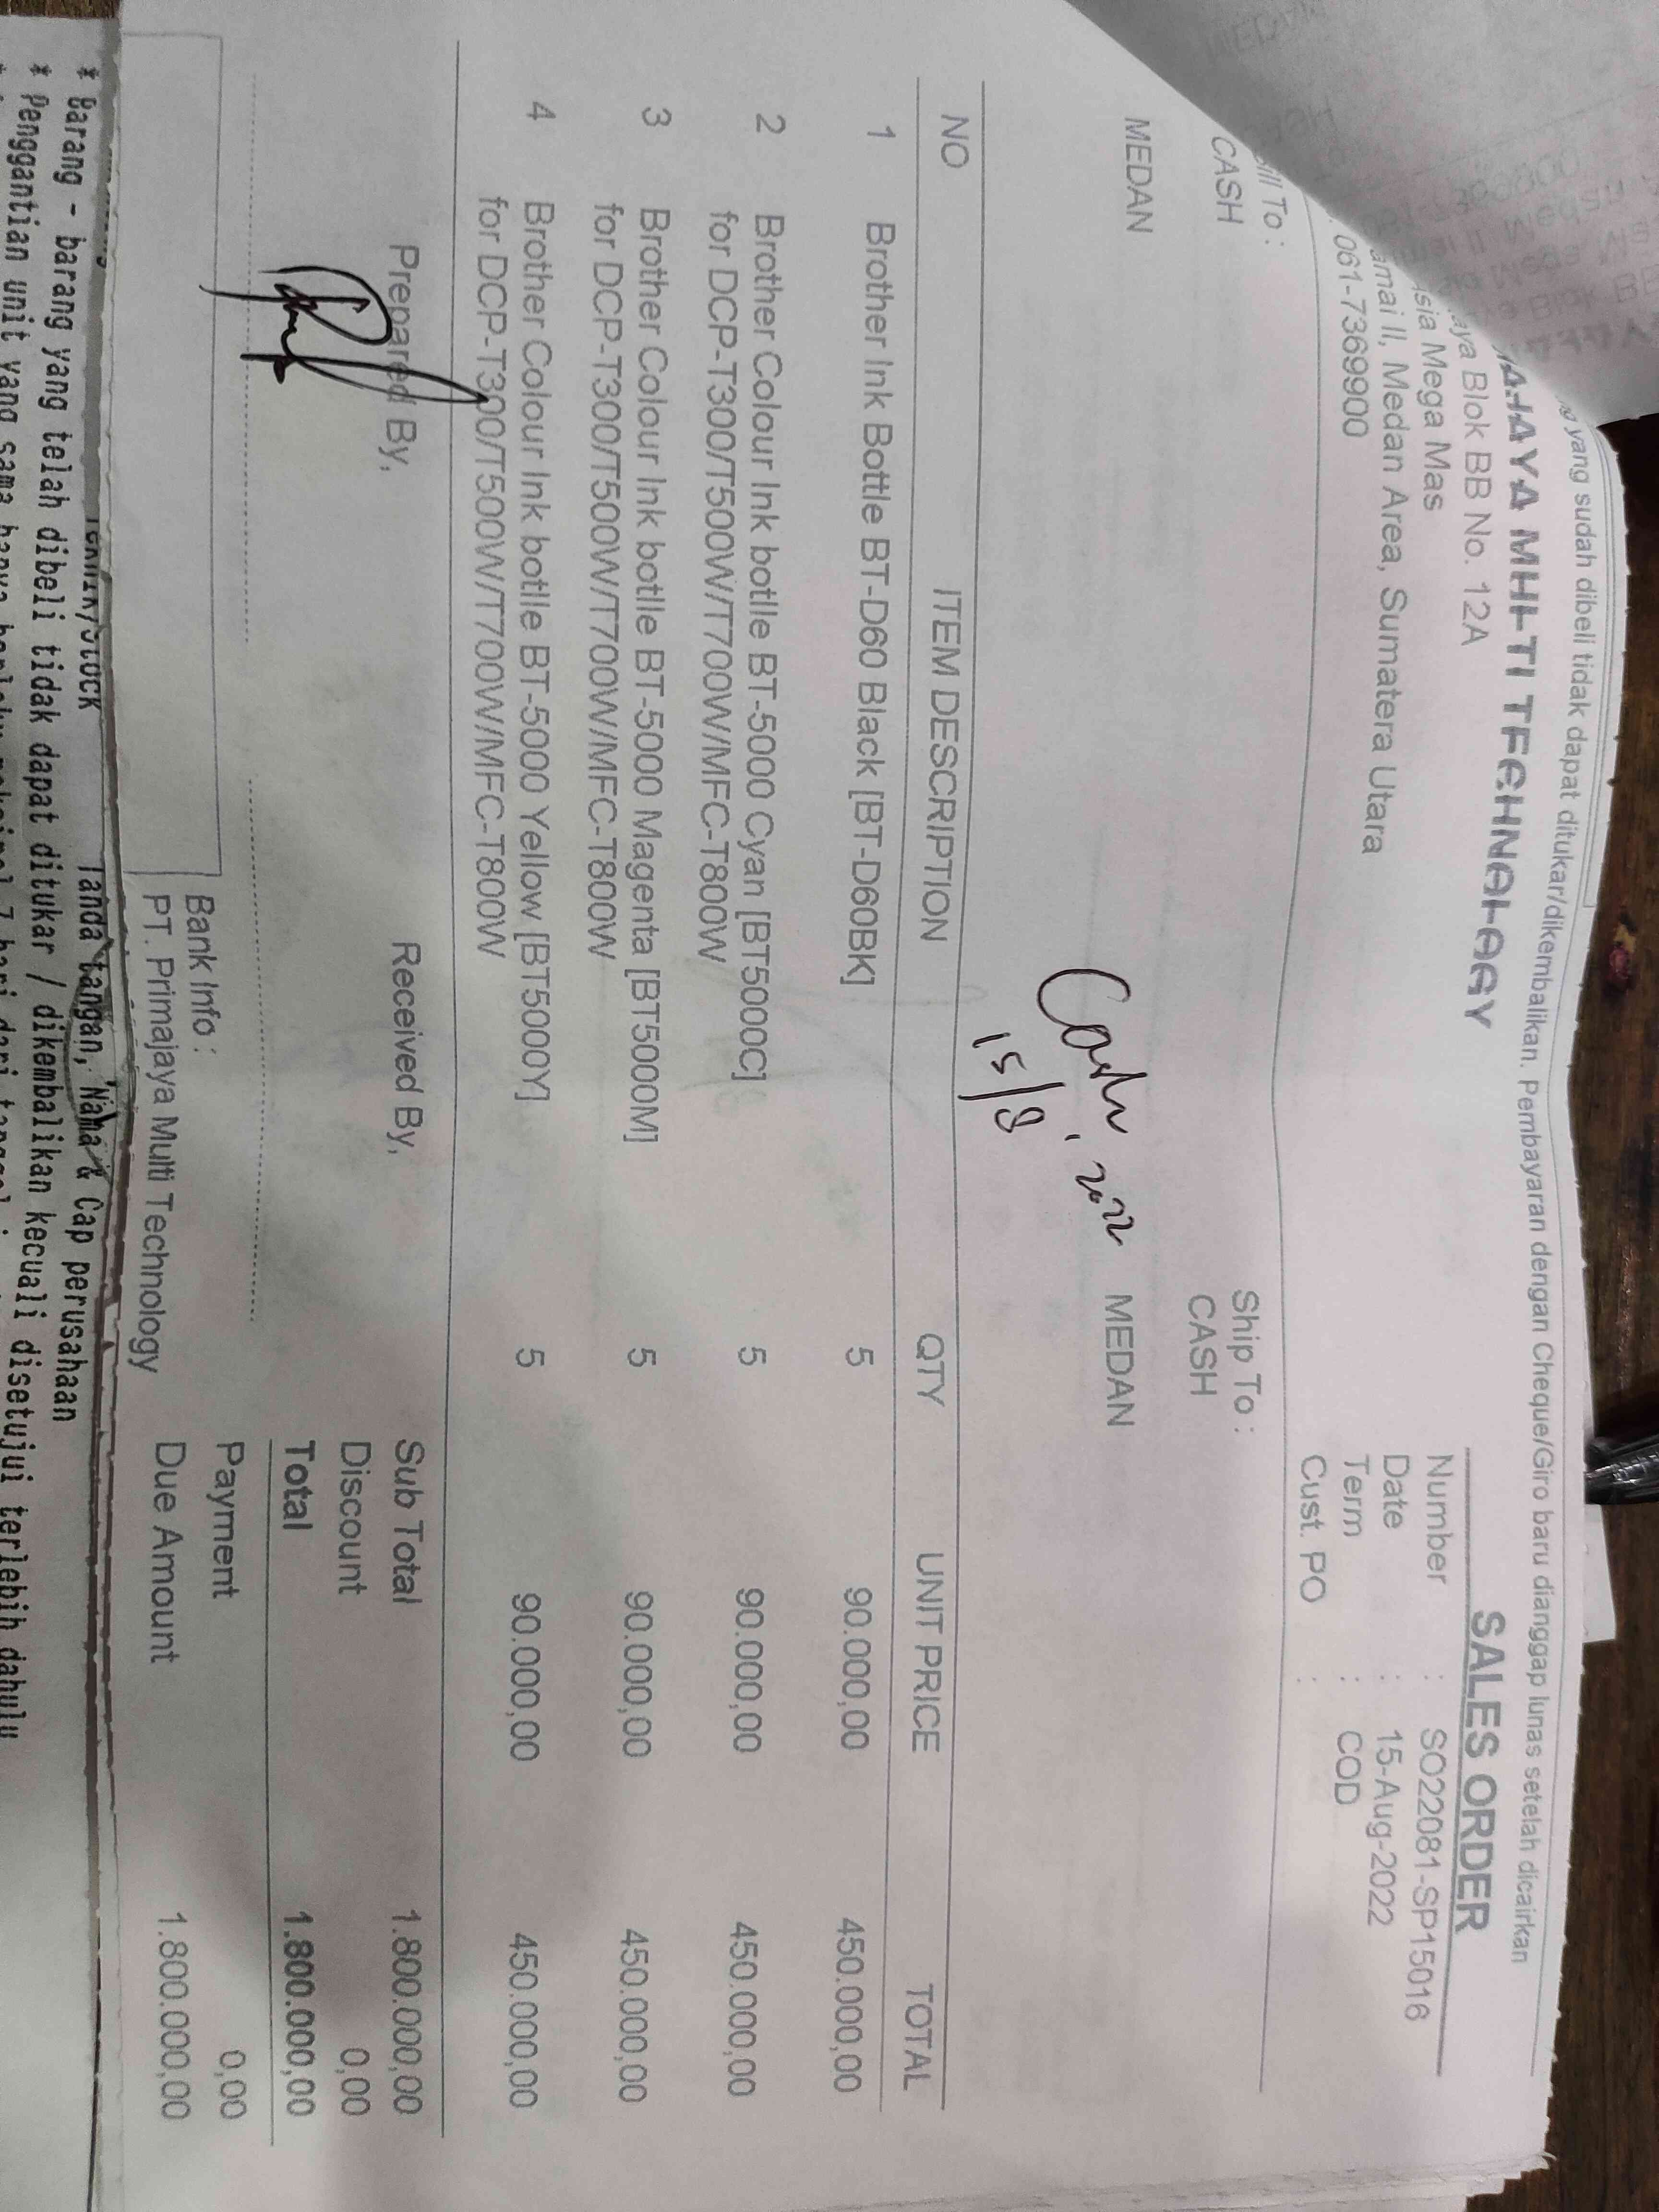 yang sudah dibeli tidak dapat ditukar/dikembalikan. Pembayaran dengan Cheque/Giro baru dianggap lunas setelah dicairkan
SALES ORDER
Blok BB No. 12A
Mega Mas
II, Medan Area, Sumatera Utara
061-7369900
Number : SO22081-SP15016
Date : 15-Aug-2022
Term : COD
Cust. PO :
To :
CASH
MEDAN
Ship To :
CASH
MEDAN
Cash,
15/8
NO ITEM DESCRIPTION QTY UNIT PRICE TOTAL
1 Brother Ink Bottle BT-D60 Black [BT-D60BK] 5 90.000,00 450.000,00
2 Brother Colour Ink botlle BT-5000 Cyan [BT5000C] 5 90.000,00 450.000,00
for DCP-T300/T500W/T700W/MFC-T800W
3 Brother Colour Ink botlle BT-5000 Magenta [BT5000M] 5 90.000,00 450.000,00
for DCP-T300/T500W/T700W/MFC-T800W
4 Brother Colour Ink botlle BT-5000 Yellow [BT5000Y] 5 90.000,00 450.000,00
for DCP-T300/T500W/T700W/MFC-T800W
Prepared By,
Received By,
Sub Total 1.800.000,00
Discount 0,00
Total 1.800.000,00
Payment 0,00
Due Amount 1.800.000,00
Bank Info :
PT. Primajaya Multi Technology
Tanda tangan, Nama & Cap perusahaan
* Barang - barang yang telah dibeli tidak dapat ditukar / dikembalikan kecuali disetujui terlebih dahulu
* Penggantian unit yang sama hanya